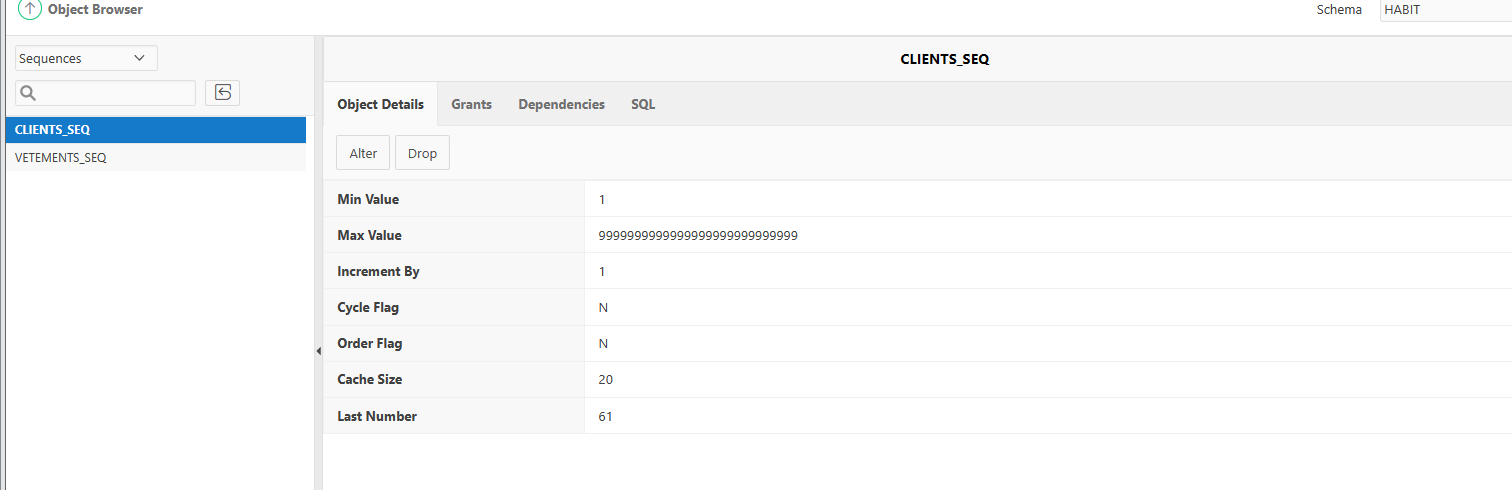 Object Browser
Schema
HABIT
Sequences
CLIENTS_SEQ
VETEMENTS_SEQ
CLIENTS_SEQ
Object Details Grants Dependencies SQL
Alter Drop
Min Value 1
Max Value 9999999999999999999999999999
Increment By 1
Cycle Flag N
Order Flag N
Cache Size 20
Last Number 61